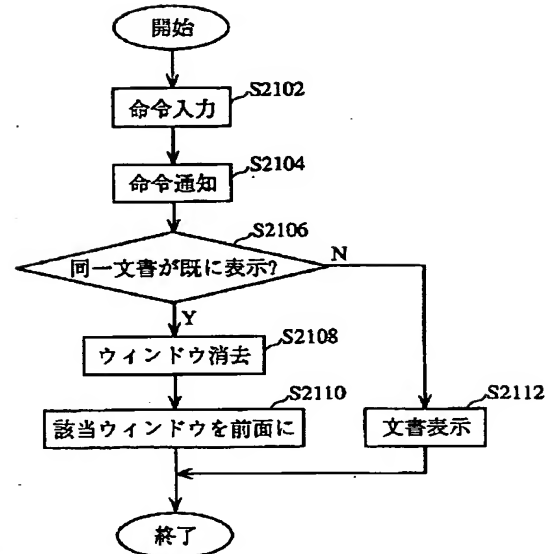 開始
S2102
命令入力
S2104
命令通知
S2106
同一文書が既に表示?
N
Y
S2108
ウィンドウ消去
S2110
該当ウィンドウを前面に
S2112
文書表示
終了